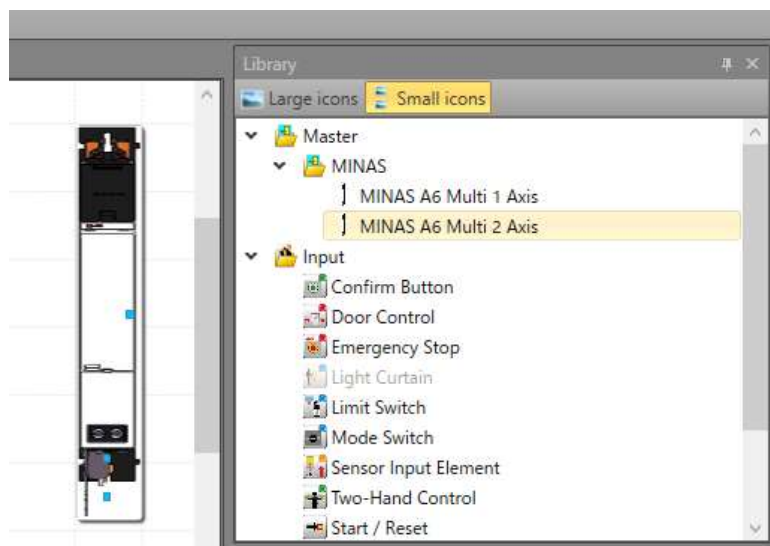 Library
Large icons Small icons
Master
MINAS
MINAS A6 Multi 1 Axis
MINAS A6 Multi 2 Axis
Input
Confirm Button
Door Control
Emergency Stop
Light Curtain
Limit Switch
Mode Switch
Sensor Input Element
Two-Hand Control
Start / Reset